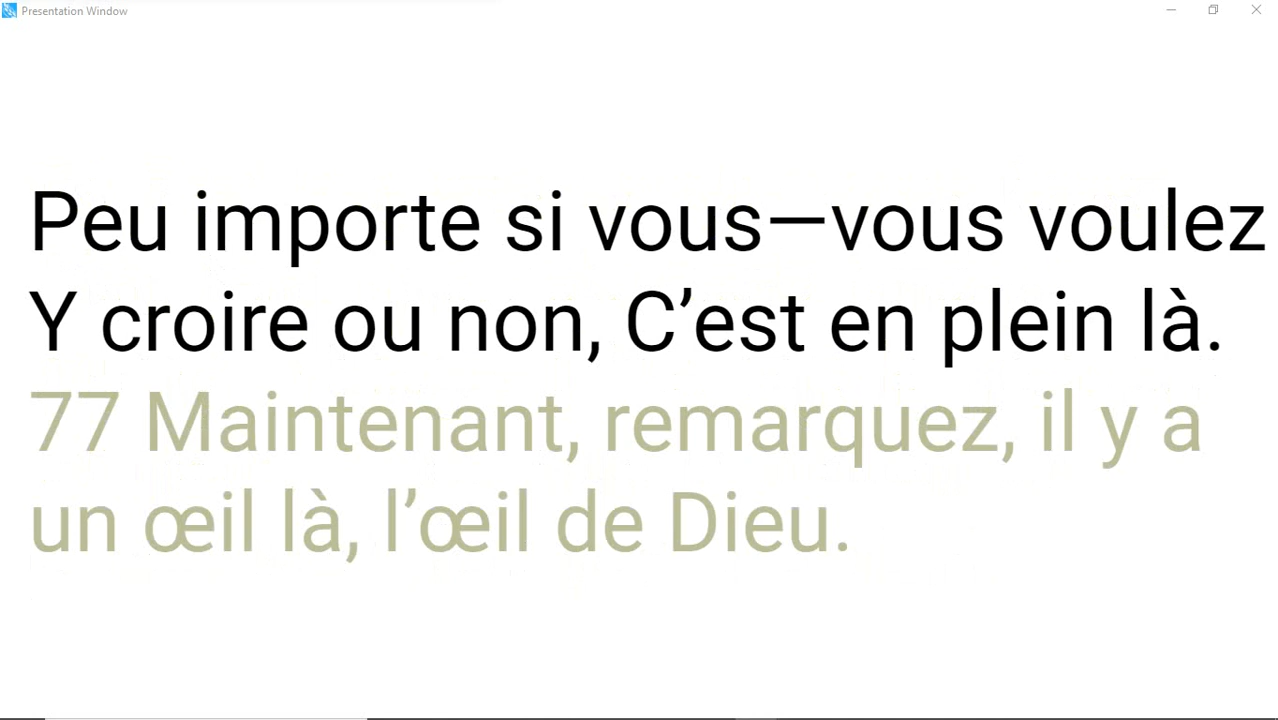 Presentation Window
Peu importe si vous—vous voulez
Y croire ou non, C’est en plein là.
77 Maintenant, remarquez, il y a
un œil là, l’œil de Dieu.